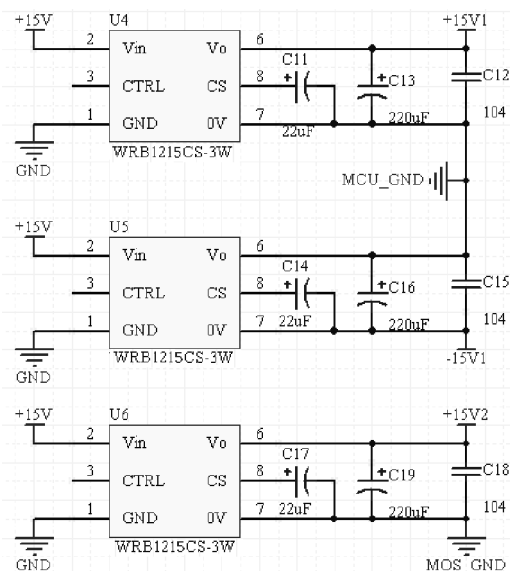 +15V U4 +15V1
2 Vin Vo 6
C11
3 CTRL CS 8 + +C13 C12
1 GND 0V 7 22uF 220uF 104
WRB1215CS-3W
GND
MCU_GND
+15V U5
2 Vin Vo 6
C14
3 CTRL CS 8 + +C16 C15
1 GND 0V 7 22uF 220uF 104
WRB1215CS-3W
-15V1
GND
+15V U6 +15V2
2 Vin Vo 6
C17
3 CTRL CS 8 + +C19 C18
1 GND 0V 7 22uF 220uF 104
WRB1215CS-3W
GND MOS_GND